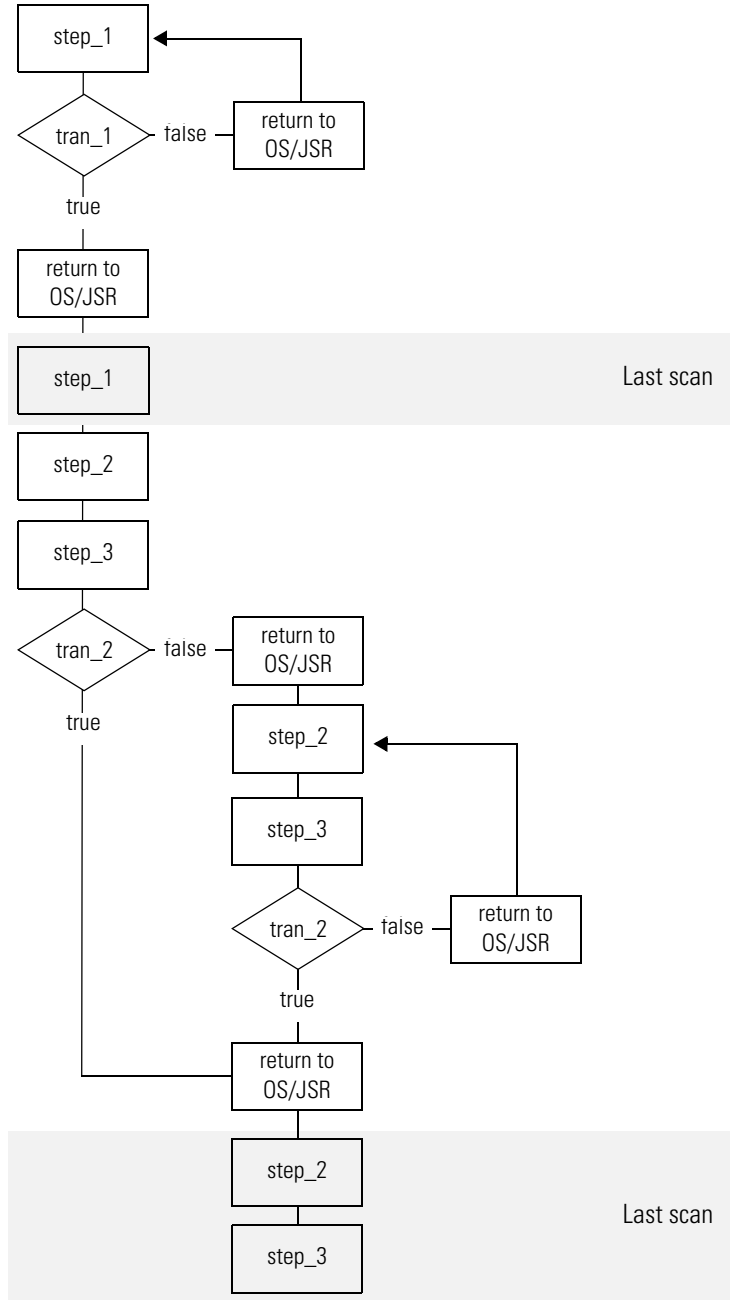 step_1
tran_1
false
return to
OS/JSR
true
return to
OS/JSR
step_1
Last scan
step_2
step_3
tran_2
false
return to
OS/JSR
true
step_2
step_3
tran_2
false
return to
OS/JSR
true
return to
OS/JSR
step_2
Last scan
step_3